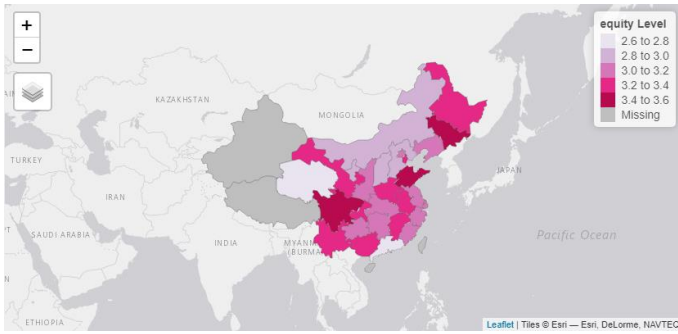 +
−
equity Level
2.6 to 2.8
2.8 to 3.0
3.0 to 3.2
3.2 to 3.4
3.4 to 3.6
Missing
KAZAKHSTAN
MONGOLIA
TURKEY
IRAN
JAPAN
SAUDI ARABIA
INDIA
MYANM
(BURMA
Pacific Ocean
ETHIOPIA
Leaflet | Tiles © Esri — Esri, DeLorme, NAVTEQ